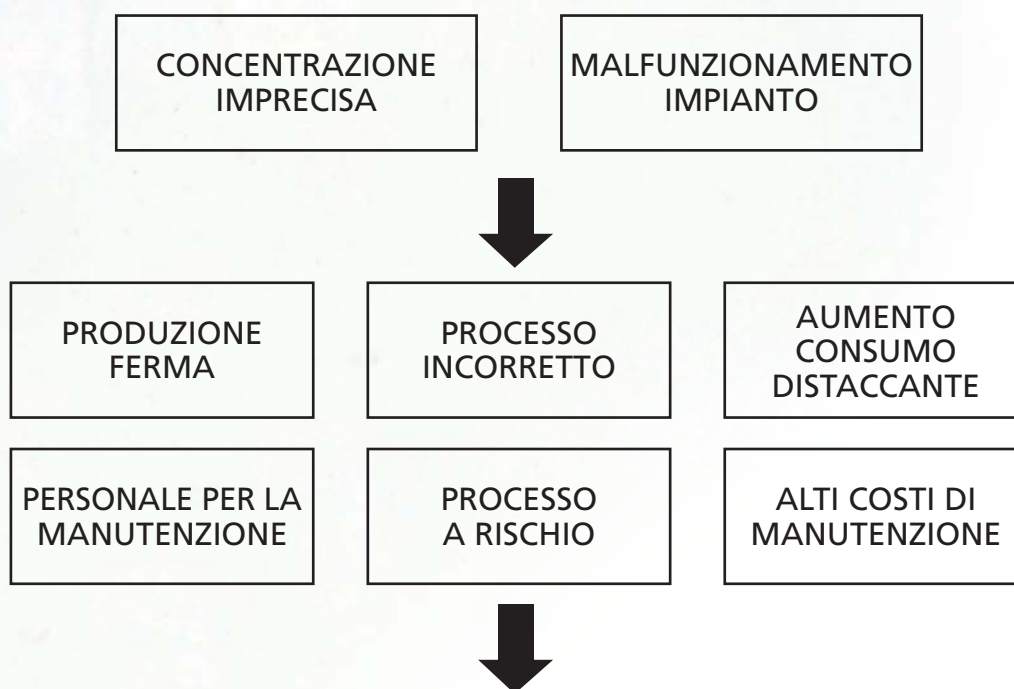 CONCENTRAZIONE
IMPRECISA
MALFUNZIONAMENTO
IMPIANTO
PRODUZIONE
FERMA
PROCESSO
INCORRETTO
AUMENTO
CONSUMO
DISTACCANTE
PERSONALE PER LA
MANUTENZIONE
PROCESSO
A RISCHIO
ALTI COSTI DI
MANUTENZIONE